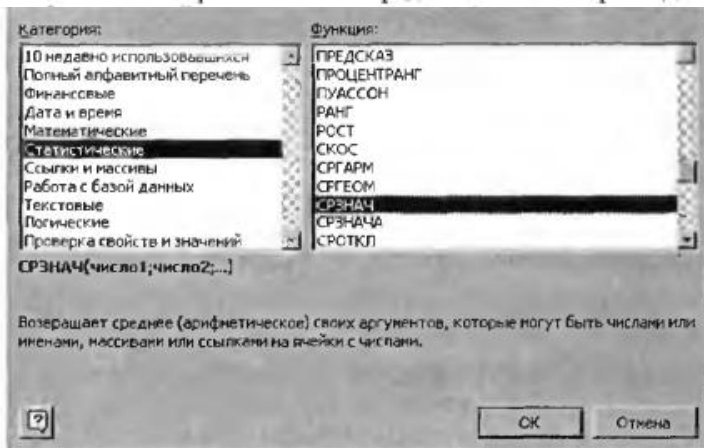 Категория:
10 недавно использовавшихся
Полный алфавитный перечень
Финансовые
Дата и время
Математические
Статистические
Ссылки и массивы
Работа с базой данных
Текстовые
Логические
Проверка свойств и значений
Функция:
ПРЕДСКАЗ
ПРОЦЕНТРАНГ
ПУАССОН
РАНГ
РОСТ
СКОС
СРГАРМ
СРГЕОМ
СРЗНАЧ
СРЗНАЧА
СРОТКЛ
СРЗНАЧ(число1;число2;...)
Возвращает среднее (арифметическое) своих аргументов, которые могут быть числами или
именами, массивами или ссылками на ячейки с числами.
?
ОК
Отмена